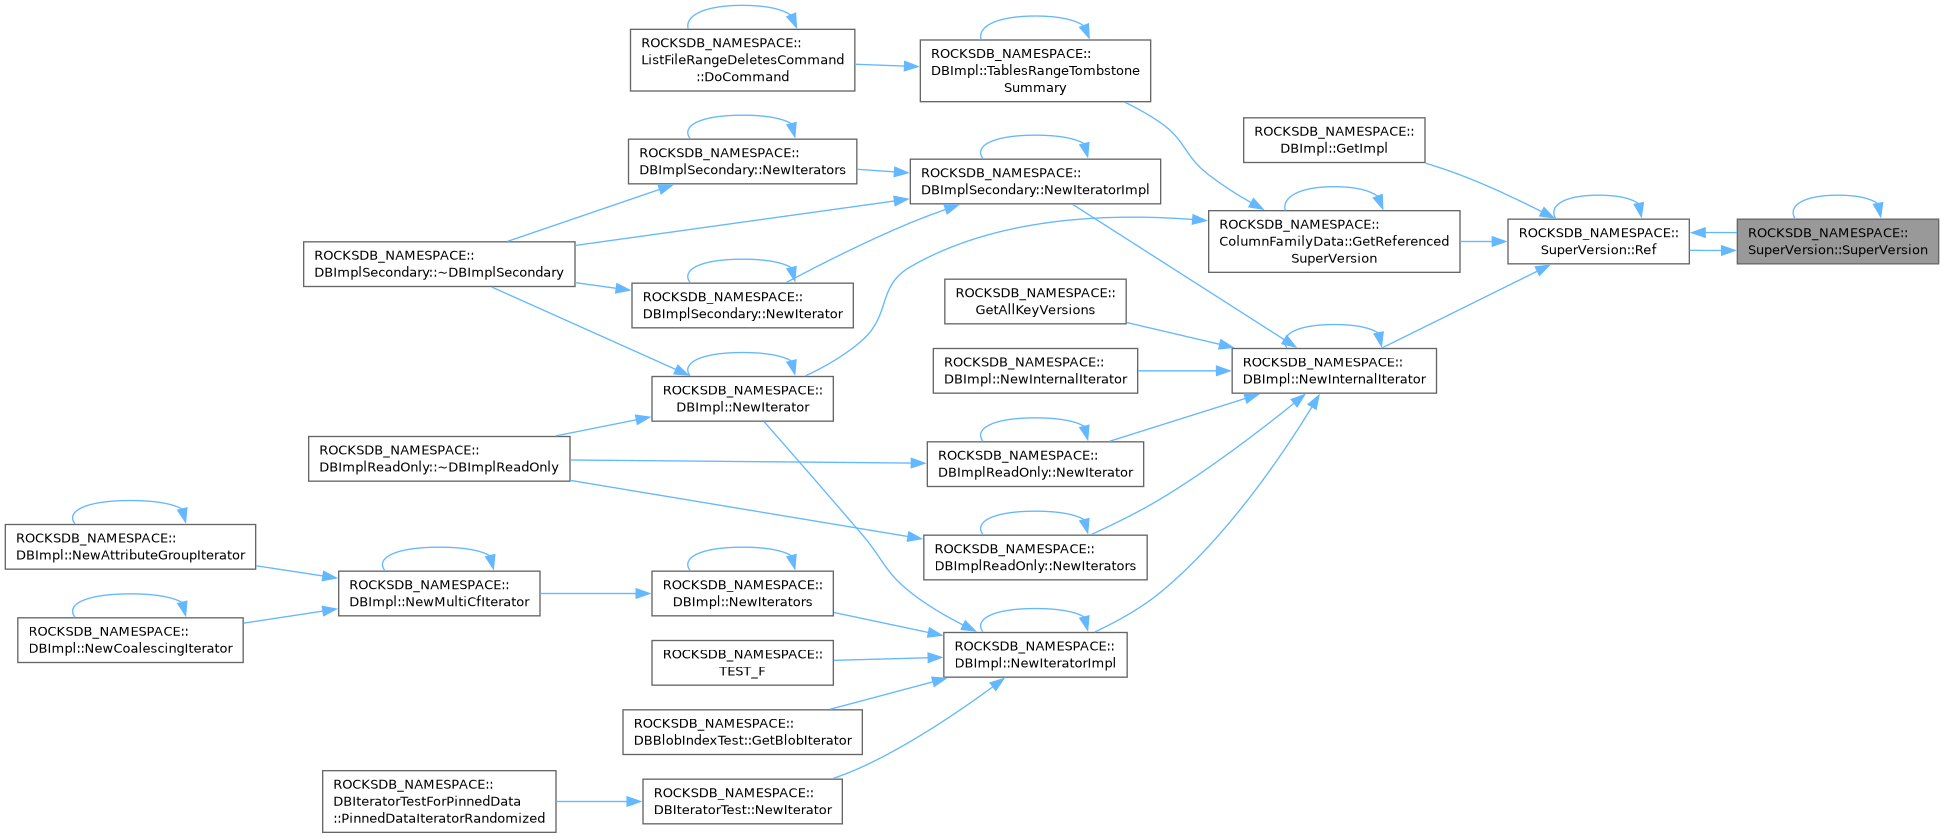 ROCKSDB_NAMESPACE::
ListFileRangeDeletesCommand
::DoCommand
ROCKSDB_NAMESPACE::
DBImpl::TablesRangeTombstone
Summary
ROCKSDB_NAMESPACE::
DBImpl::GetImpl
ROCKSDB_NAMESPACE::
DBImplSecondary::NewIterators
ROCKSDB_NAMESPACE::
DBImplSecondary::NewIteratorImpl
ROCKSDB_NAMESPACE::
ColumnFamilyData::GetReferenced
SuperVersion
ROCKSDB_NAMESPACE::
SuperVersion::Ref
ROCKSDB_NAMESPACE::
SuperVersion::SuperVersion
ROCKSDB_NAMESPACE::
DBImplSecondary::~DBImplSecondary
ROCKSDB_NAMESPACE::
DBImplSecondary::NewIterator
ROCKSDB_NAMESPACE::
GetAllKeyVersions
ROCKSDB_NAMESPACE::
DBImpl::NewInternalIterator
ROCKSDB_NAMESPACE::
DBImpl::NewInternalIterator
ROCKSDB_NAMESPACE::
DBImpl::NewIterator
ROCKSDB_NAMESPACE::
DBImplReadOnly::~DBImplReadOnly
ROCKSDB_NAMESPACE::
DBImplReadOnly::NewIterator
ROCKSDB_NAMESPACE::
DBImpl::NewAttributeGroupIterator
ROCKSDB_NAMESPACE::
DBImplReadOnly::NewIterators
ROCKSDB_NAMESPACE::
DBImpl::NewMultiCfIterator
ROCKSDB_NAMESPACE::
DBImpl::NewIterators
ROCKSDB_NAMESPACE::
DBImpl::NewCoalescingIterator
ROCKSDB_NAMESPACE::
DBImpl::NewIteratorImpl
ROCKSDB_NAMESPACE::
TEST_F
ROCKSDB_NAMESPACE::
DBBlobIndexTest::GetBlobIterator
ROCKSDB_NAMESPACE::
DBIteratorTestForPinnedData
::PinnedDataIteratorRandomized
ROCKSDB_NAMESPACE::
DBIteratorTest::NewIterator